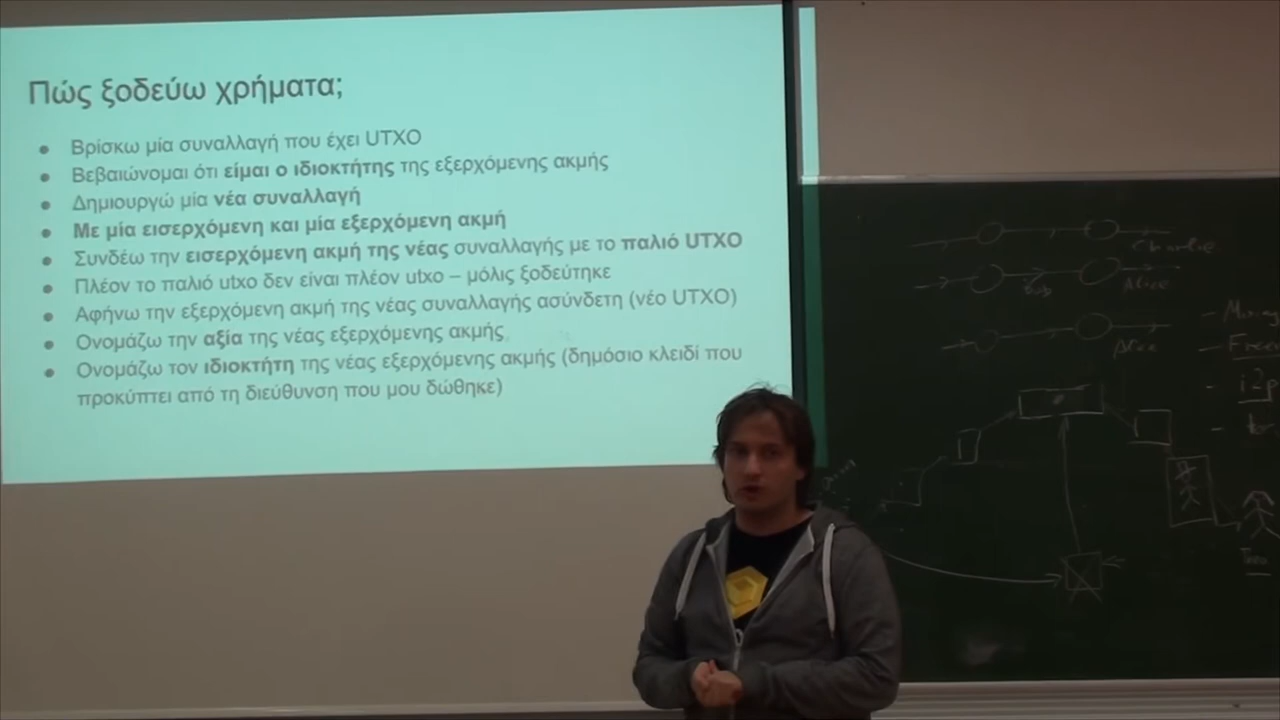 Πώς ξοδεύω χρήματα;
● Βρίσκω μία συναλλαγή που έχει UTXO
● Βεβαιώνομαι ότι είμαι ο ιδιοκτήτης της εξερχόμενης ακμής
● Δημιουργώ μία νέα συναλλαγή
● Με μία εισερχόμενη και μία εξερχόμενη ακμή
● Συνδέω την εισερχόμενη ακμή της νέας συναλλαγής με το παλιό UTXO
● Πλέον το παλιό utxo δεν είναι πλέον utxo – μόλις ξοδεύτηκε
● Αφήνω την εξερχόμενη ακμή της νέας συναλλαγής ασύνδετη (νέο UTXO)
● Ονομάζω την αξία της νέας εξερχόμενης ακμής
● Ονομάζω τον ιδιοκτήτη της νέας εξερχόμενης ακμής (δημόσιο κλειδί που
προκύπτει από τη διεύθυνση που μου δώθηκε)
Charlie
Bob Alice
Alice
- i2p